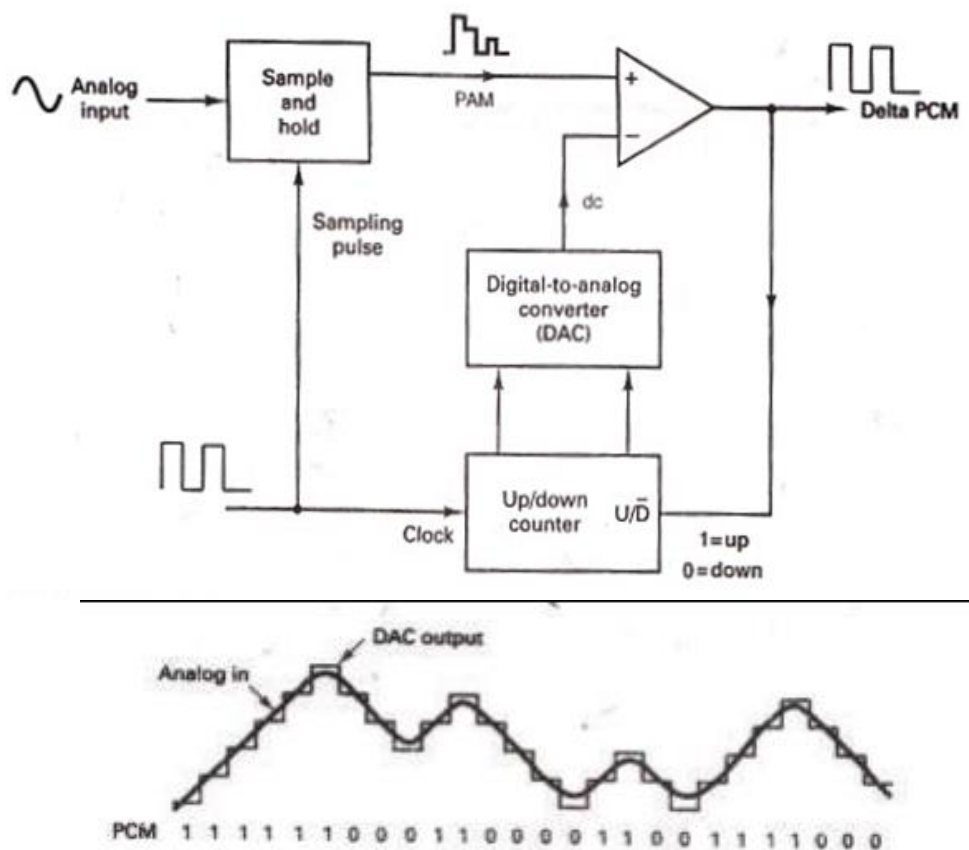 Analog
input
Sample
and
hold
PAM
+
−
Delta PCM
dc
Sampling
pulse
Digital-to-analog
converter
(DAC)
Clock
Up/down
counter
U/D̅
1=up
0=down
DAC output
Analog in
PCM 1 1 1 1 1 1 0 0 0 1 1 0 0 0 0 1 1 0 0 1 1 1 1 0 0 0